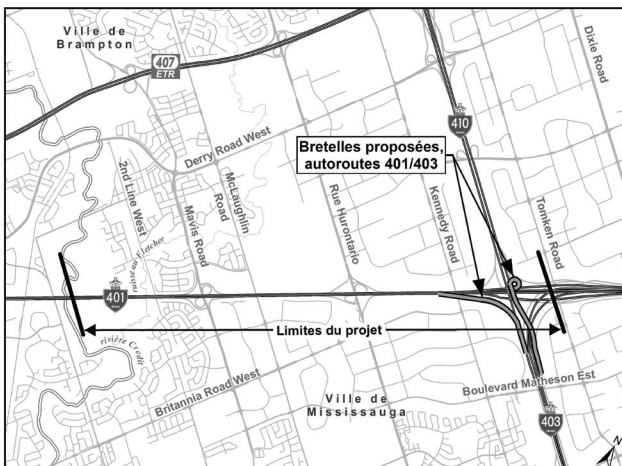 Ville de
Brampton
407
ETR
Dixie Road
410
Derry Road West
Bretelles proposées,
autoroutes 401/403
2nd Line West
McLaughlin
Road
Mavis Road
Rue Hurontario
Kennedy Road
Tomken Road
ruisseau Fletcher
401
Limites du projet
rivière Credit
Britannia Road West
Boulevard Matheson Est
Ville de
Mississauga
403
N